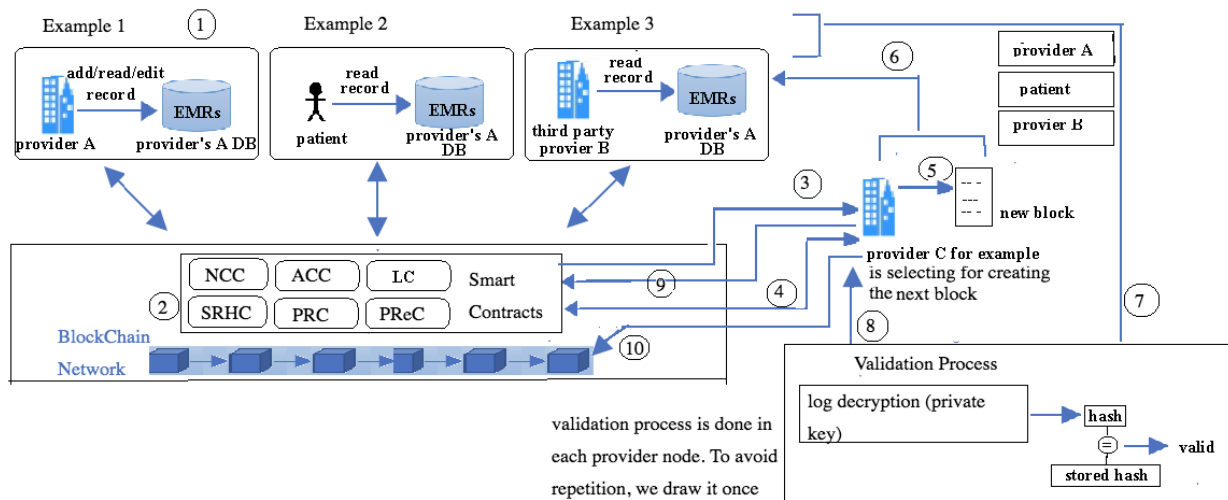 Example 1
1
Example 2
Example 3
add/read/edit
record
EMRs
provider A
provider's A DB
read
record
EMRs
patient
provider's A
DB
read
record
EMRs
third party
provier B
provider's A
DB
6
provider A
patient
provier B
3
5
new block
provider C for example
is selecting for creating
the next block
NCC
ACC
LC
Smart
2
SRHC
PRC
PReC
Contracts
9
4
7
8
10
BlockChain
Network
Validation Process
log decryption (private
key)
hash
=
valid
stored hash
validation process is done in
each provider node. To avoid
repetition, we draw it once